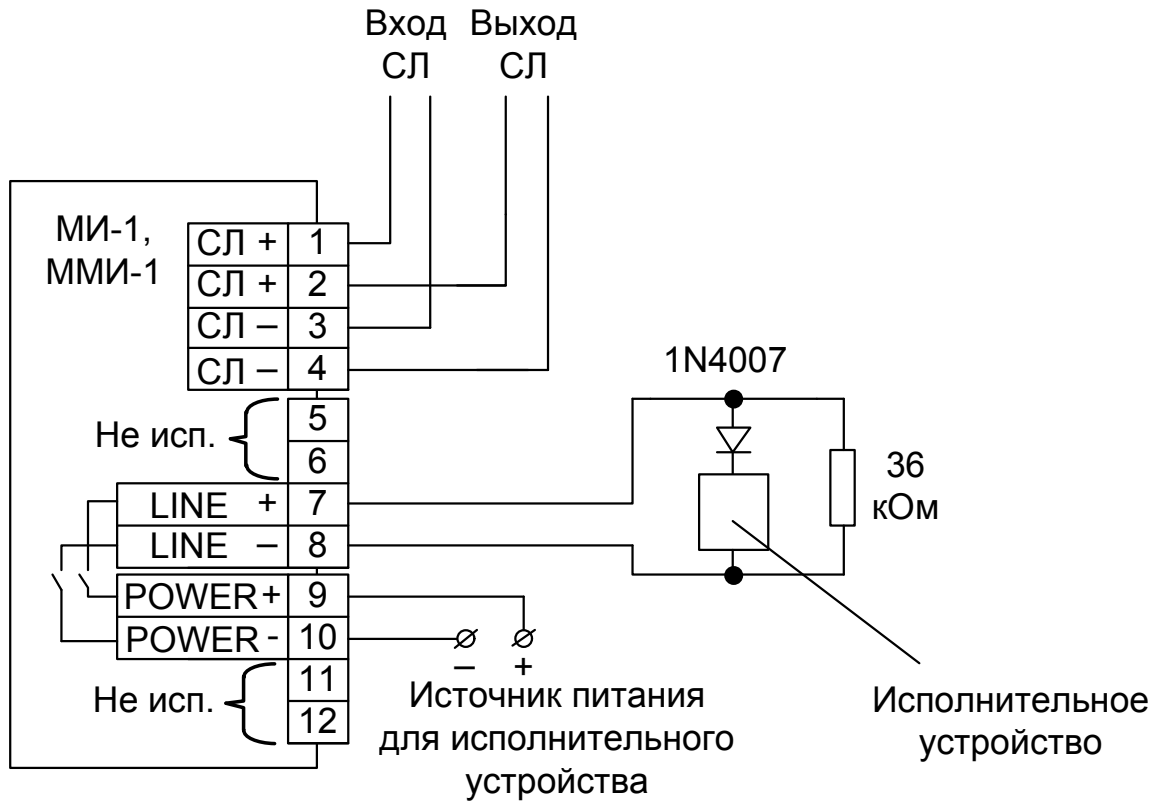 Вход Выход
СЛ СЛ
МИ-1,
ММИ-1
СЛ + 1
СЛ + 2
СЛ – 3
СЛ – 4
Не исп.
5
6
LINE + 7
LINE – 8
POWER+ 9
POWER - 10
Не исп.
11
12
1N4007
36
кОм
– +
Источник питания
для исполнительного
устройства
Исполнительное
устройство